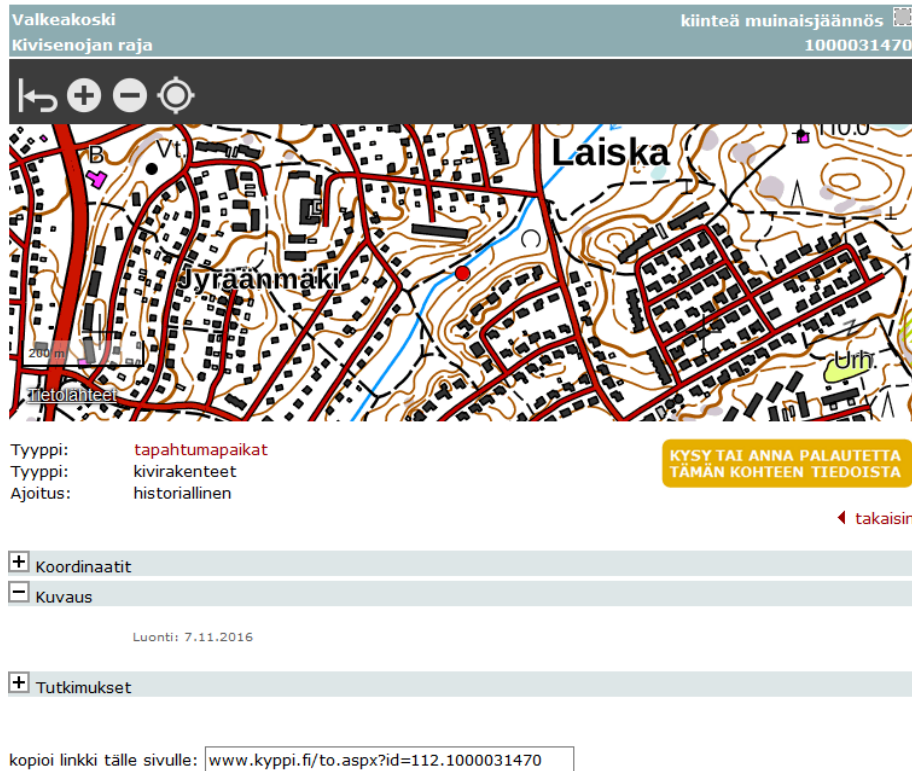 Valkeakoski kiinteä muinaisjäännös
Kivisenojan raja 1000031470
B
Vt.
Laiska
110.0
Jyräänmäki
200 m
Urh.
Tietolähteet
Tyyppi: tapahtumapaikat
Tyyppi: kivirakenteet
Ajoitus: historiallinen
KYSY TAI ANNA PALAUTETTA
TÄMÄN KOHTEEN TIEDOISTA
takaisin
Koordinaatit
Kuvaus
Luonti: 7.11.2016
Tutkimukset
kopioi linkki tälle sivulle: www.kyppi.fi/to.aspx?id=112.1000031470